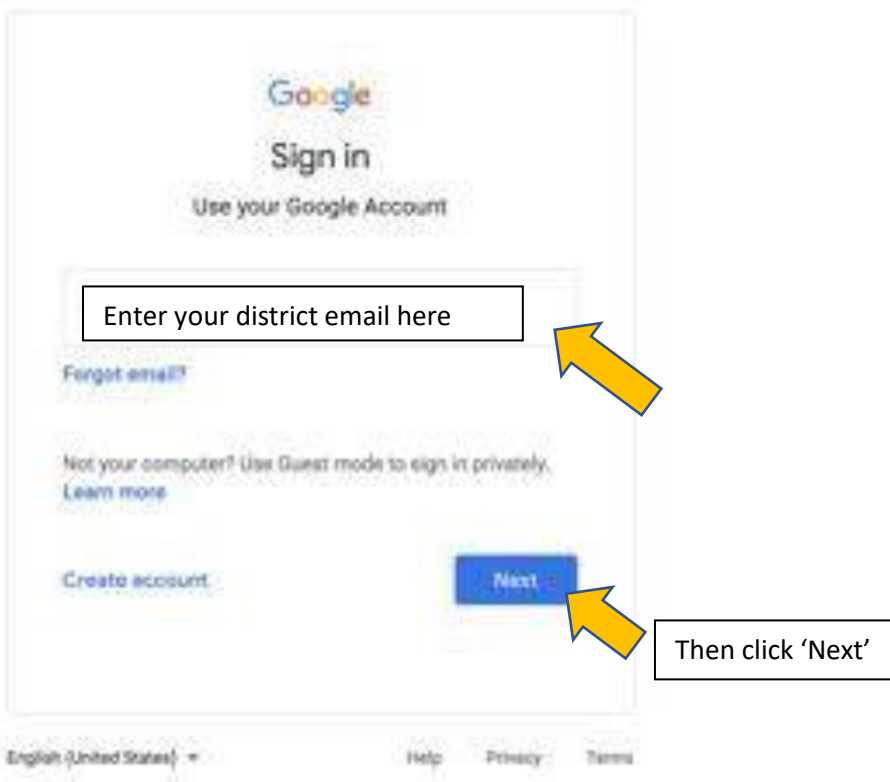 Google
Sign in
Use your Google Account
Enter your district email here
Forgot email?
Not your computer? Use Guest mode to sign in privately.
Learn more
Create account
Next
Then click ‘Next’
English (United States)
Help Privacy Terms